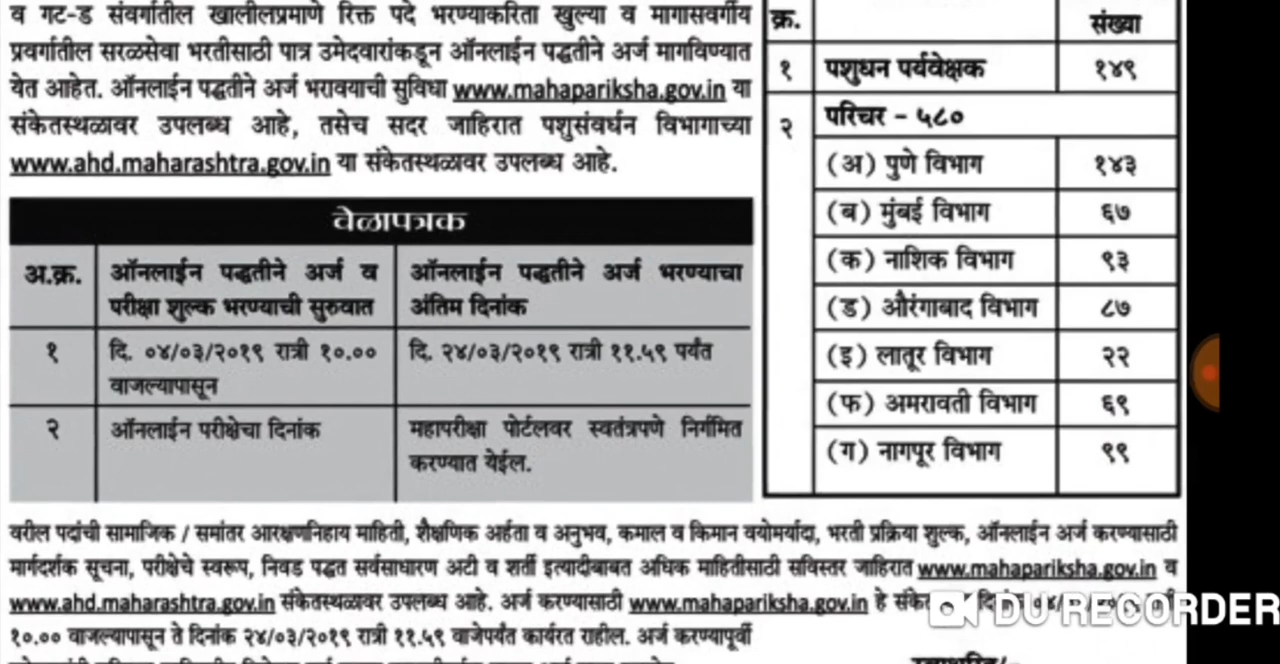 व गट-ड संवर्गातील खालीलप्रमाणे रिक्त पदे भरण्याकरिता खुल्या व मागासवर्गीय
प्रवर्गातील सरळसेवा भरतीसाठी पात्र उमेदवारांकडून ऑनलाईन पद्धतीने अर्ज मागविण्यात
येत आहेत. ऑनलाईन पद्धतीने अर्ज भरावयाची सुविधा www.mahapariksha.gov.in या
संकेतस्थळावर उपलब्ध आहे, तसेच सदर जाहिरात पशुसंवर्धन विभागाच्या
www.ahd.maharashtra.gov.in या संकेतस्थळावर उपलब्ध आहे.
वेळापत्रक
अ.क्र. ऑनलाईन पद्धतीने अर्ज व ऑनलाईन पद्धतीने अर्ज भरण्याचा
परीक्षा शुल्क भरण्याची सुरुवात अंतिम दिनांक
१ दि. ०४/०३/२०१९ रात्री १०.०० दि. २४/०३/२०१९ रात्री ११.५९ पर्यंत
वाजल्यापासून
२ ऑनलाईन परीक्षेचा दिनांक महापरीक्षा पोर्टलवर स्वतंत्रपणे निर्गमित
करण्यात येईल.
क्र. संख्या
१ पशुधन पर्यवेक्षक १४९
२ परिचर - ५८०
(अ) पुणे विभाग १४३
(ब) मुंबई विभाग ६७
(क) नाशिक विभाग ९३
(ड) औरंगाबाद विभाग ८७
(इ) लातूर विभाग २२
(फ) अमरावती विभाग ६९
(ग) नागपूर विभाग ९९
वरील पदांची सामाजिक / समांतर आरक्षणनिहाय माहिती, शैक्षणिक अर्हता व अनुभव, कमाल व किमान वयोमर्यादा, भरती प्रक्रिया शुल्क, ऑनलाईन अर्ज करण्यासाठी
मार्गदर्शक सूचना, परीक्षेचे स्वरूप, निवड पद्धत सर्वसाधारण अटी व शर्ती इत्यादीबाबत अधिक माहितीसाठी सविस्तर जाहिरात www.mahapariksha.gov.in व
www.ahd.maharashtra.gov.in संकेतस्थळावर उपलब्ध आहे. अर्ज करण्यासाठी www.mahapariksha.gov.in हे
DU RECORDER
१०.०० वाजल्यापासून ते दिनांक २४/०३/२०१९ रात्री ११.५९ वाजेपर्यंत कार्यरत राहील. अर्ज करण्यापूर्वी